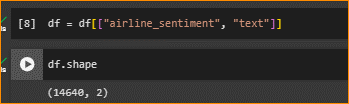 [8] df = df[["airline_sentiment", "text"]]
df.shape
(14640, 2)